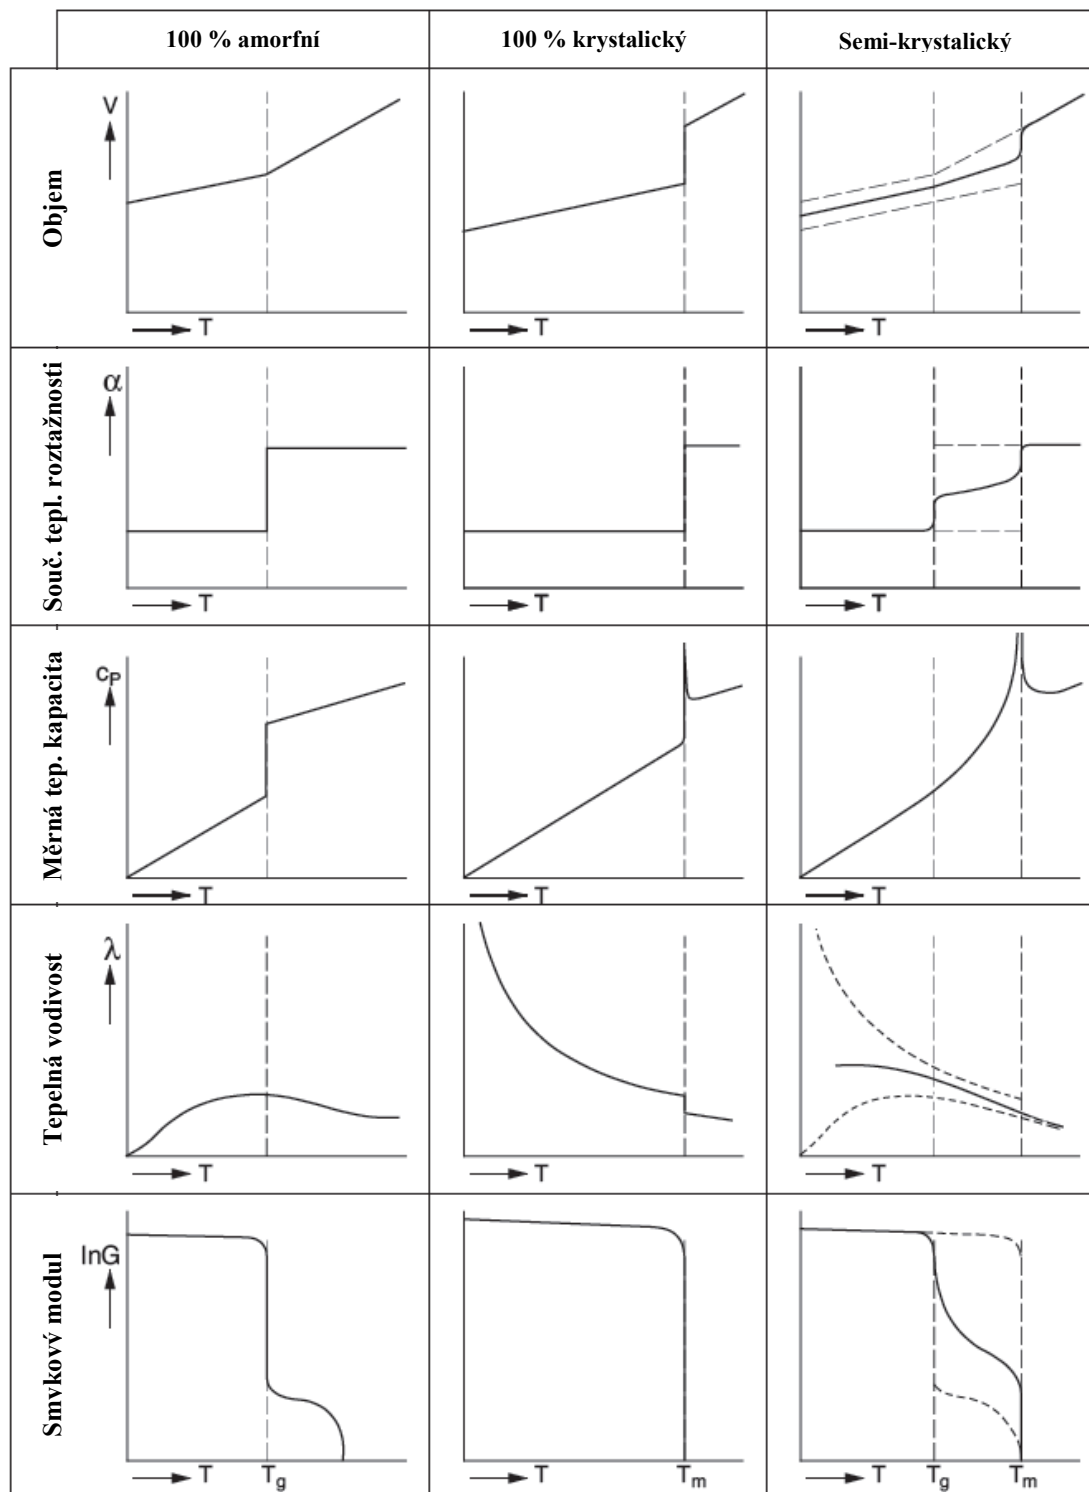 100 % amorfní
100 % krystalický
Semi-krystalický
Objem
V
T
T
T
Souč. tepl. roztažnosti
α
T
T
T
Měrná tep. kapacita
cP
T
T
T
Tepelná vodivost
λ
T
T
T
Smykový modul
lnG
T
Tg
T
Tm
T
Tg
Tm